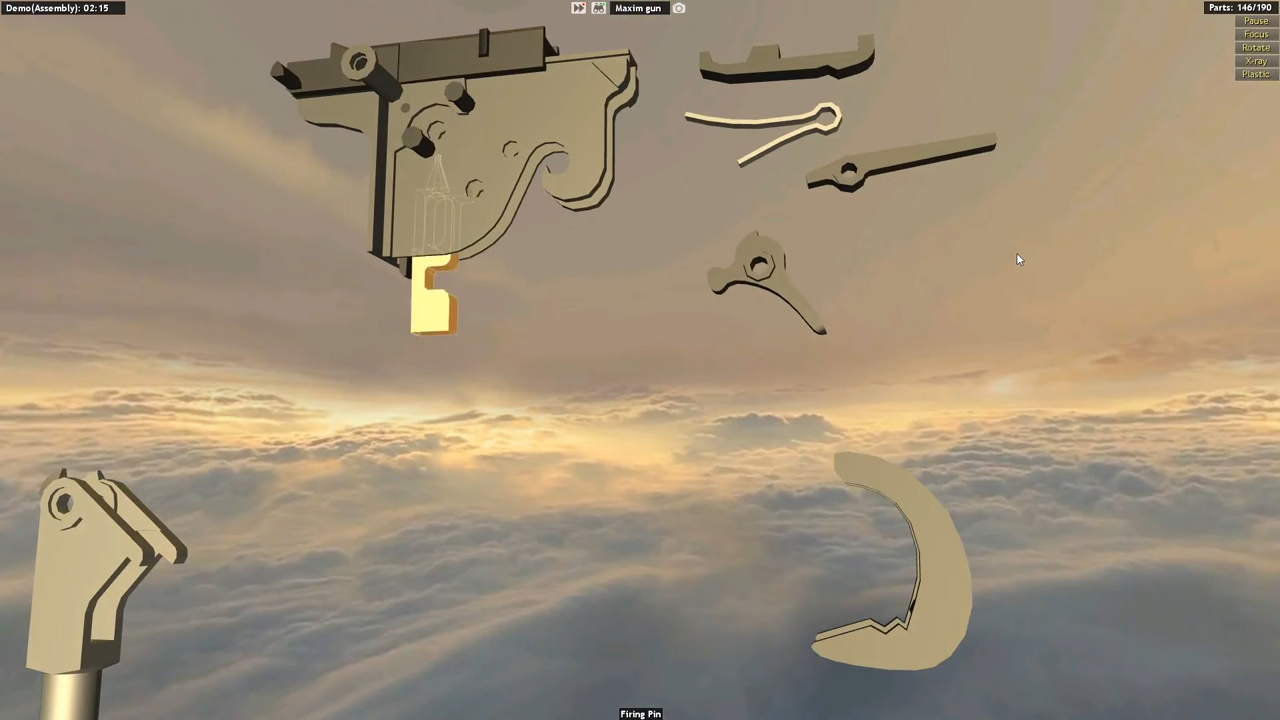 Demo(Assembly): 02:15
Maxim gun
Parts: 146/190
Pause
Focus
Rotate
X-ray
Plastic
Firing Pin